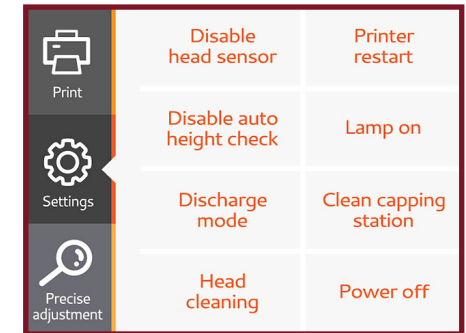 Print
Settings
Precise
adjustment
Disable
head sensor
Printer
restart
Disable auto
height check
Lamp on
Discharge
mode
Clean capping
station
Head
cleaning
Power off